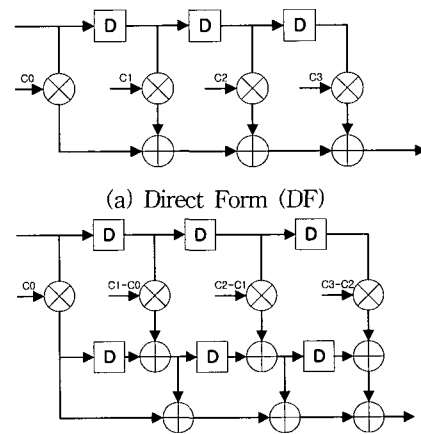 D D D
C0 C1 C2 C3
(a) Direct Form (DF)
D D D
C0 C1-C0 C2-C1 C3-C2
D D D